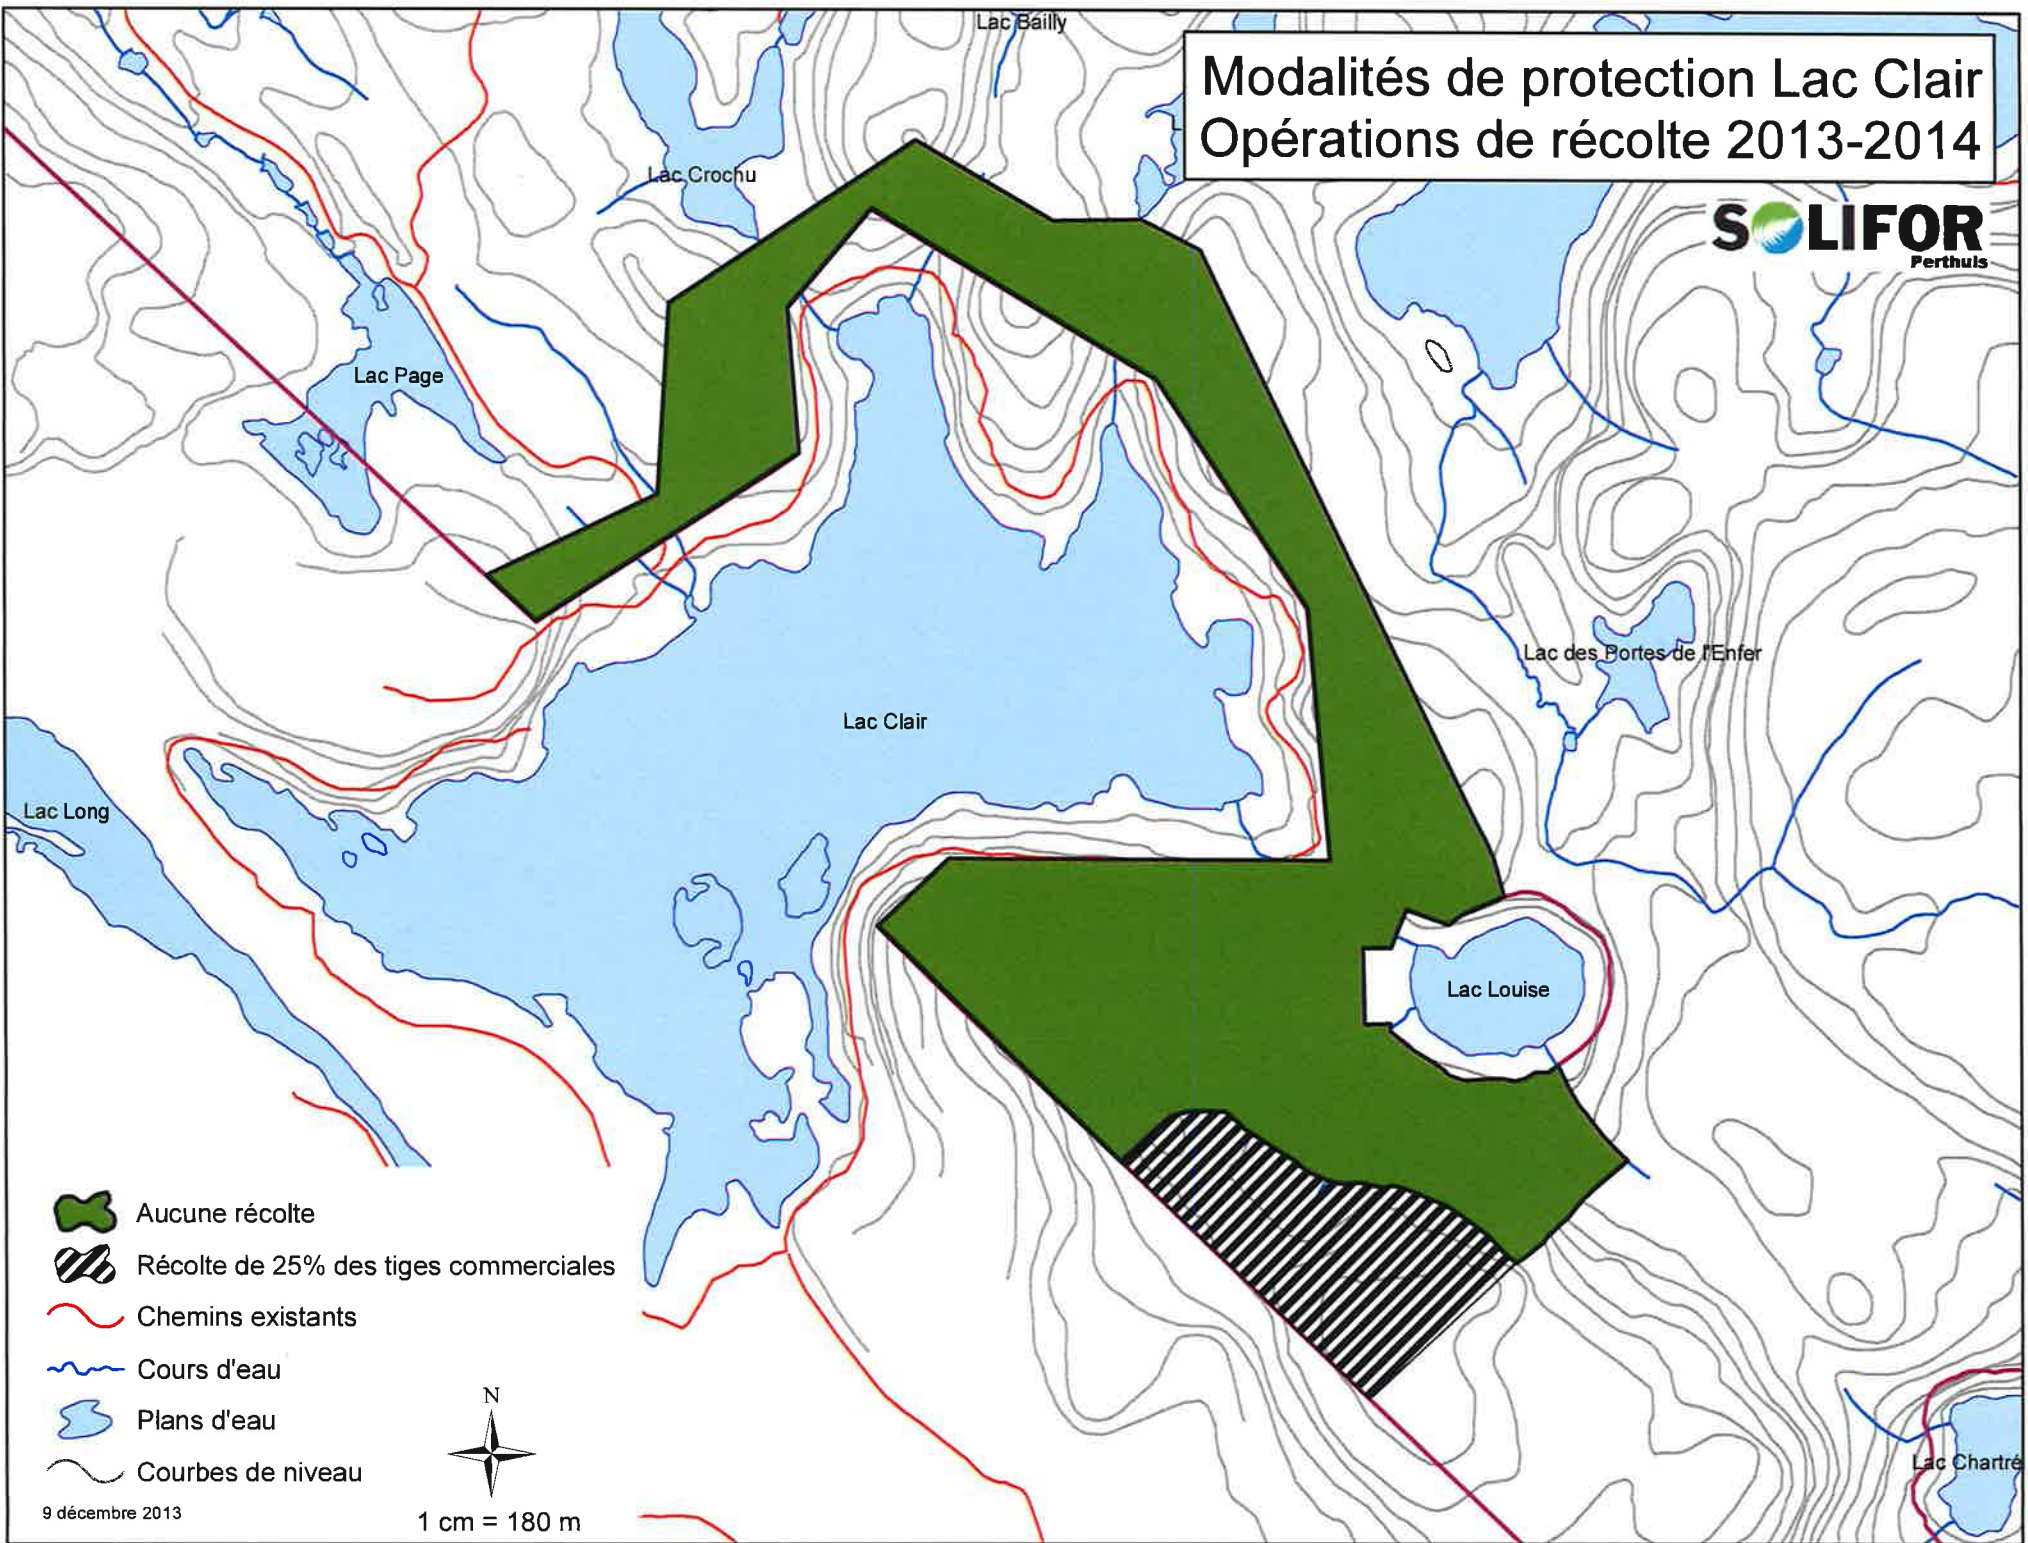 Lac Bailly
Modalités de protection Lac Clair
Opérations de récolte 2013-2014
SOLIFOR
Perthuis
Lac Crochu
Lac Page
Lac des Portes de l'Enfer
Lac Clair
Lac Long
Lac Louise
Aucune récolte
Récolte de 25% des tiges commerciales
Chemins existants
Cours d'eau
Plans d'eau
Courbes de niveau
N
1 cm = 180 m
9 décembre 2013
Lac Chartré